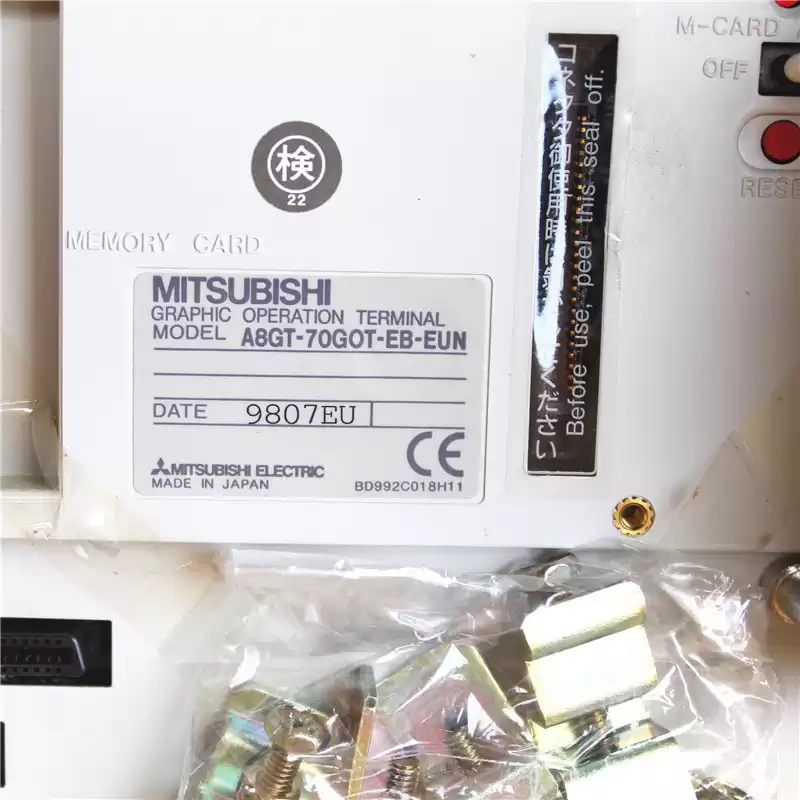 M-CARD
OFF
RESE
検
22
MEMORY CARD
MITSUBISHI
GRAPHIC OPERATION TERMINAL
MODEL A8GT-70GOT-EB-EUN
DATE 9807EU
CE
MITSUBISHI ELECTRIC
MADE IN JAPAN
BD992C018H11
Before use, peel this seal off.